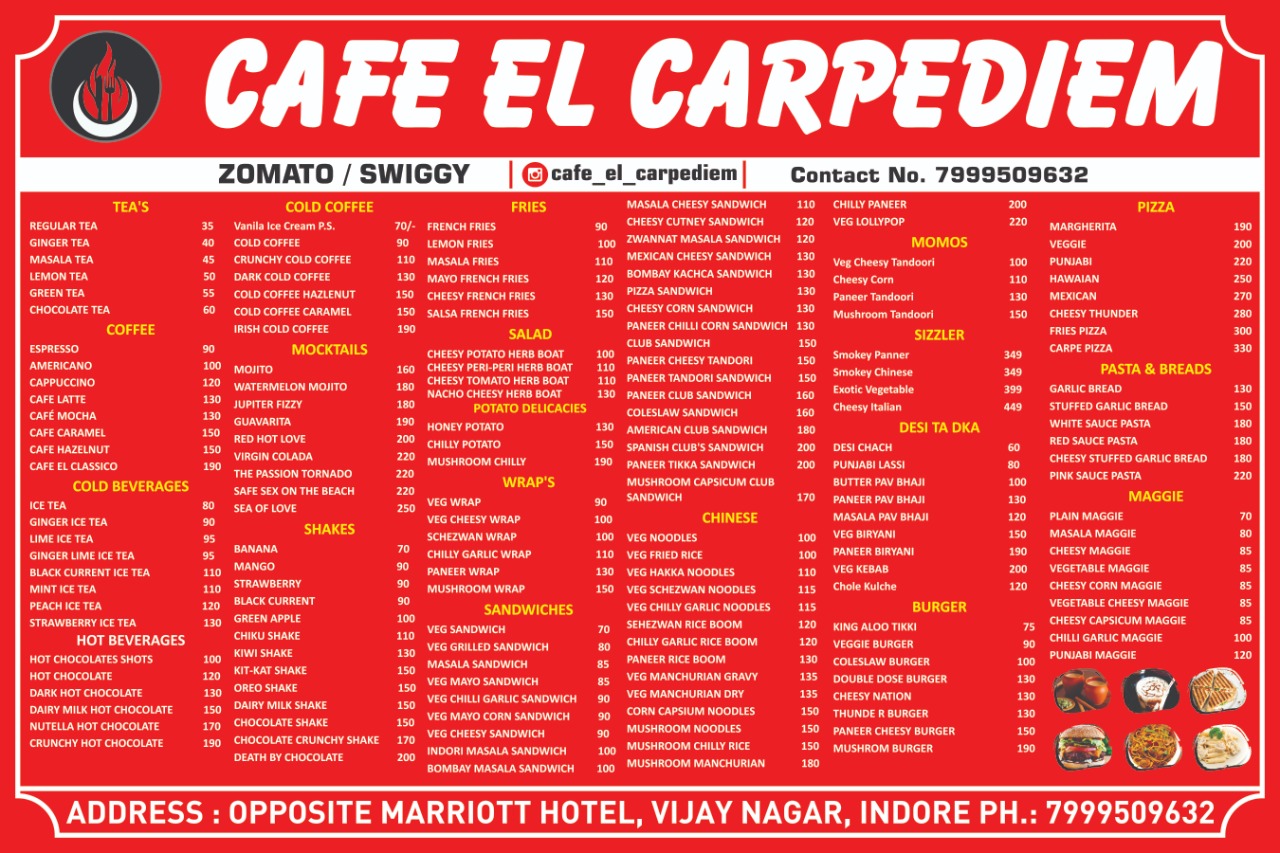 CAFE EL CARPEDIEM
ZOMATO / SWIGGY
cafe_el_carpediem
Contact No. 7999509632
TEA'S
REGULAR TEA 35
GINGER TEA 40
MASALA TEA 45
LEMON TEA 50
GREEN TEA 55
CHOCOLATE TEA 60
COFFEE
ESPRESSO 90
AMERICANO 100
CAPPUCCINO 120
CAFE LATTE 130
CAFÉ MOCHA 130
CAFE CARAMEL 150
CAFE HAZELNUT 150
CAFE EL CLASSICO 190
COLD BEVERAGES
ICE TEA 80
GINGER ICE TEA 90
LIME ICE TEA 95
GINGER LIME ICE TEA 95
BLACK CURRENT ICE TEA 110
MINT ICE TEA 110
PEACH ICE TEA 120
STRAWBERRY ICE TEA 130
HOT BEVERAGES
HOT CHOCOLATES SHOTS 100
HOT CHOCOLATE 120
DARK HOT CHOCOLATE 130
DAIRY MILK HOT CHOCOLATE 150
NUTELLA HOT CHOCOLATE 170
CRUNCHY HOT CHOCOLATE 190
COLD COFFEE
Vanila Ice Cream P.S. 70/-
COLD COFFEE 90
CRUNCHY COLD COFFEE 110
DARK COLD COFFEE 130
COLD COFFEE HAZLENUT 150
COLD COFFEE CARAMEL 150
IRISH COLD COFFEE 190
MOCKTAILS
MOJITO 160
WATERMELON MOJITO 180
JUPITER FIZZY 180
GUAVARITA 190
RED HOT LOVE 200
VIRGIN COLADA 220
THE PASSION TORNADO 220
SAFE SEX ON THE BEACH 220
SEA OF LOVE 250
SHAKES
BANANA 70
MANGO 90
STRAWBERRY 90
BLACK CURRENT 90
GREEN APPLE 100
CHIKU SHAKE 110
KIWI SHAKE 130
KIT-KAT SHAKE 150
OREO SHAKE 150
DAIRY MILK SHAKE 150
CHOCOLATE SHAKE 150
CHOCOLATE CRUNCHY SHAKE 170
DEATH BY CHOCOLATE 200
FRIES
FRENCH FRIES 90
LEMON FRIES 100
MASALA FRIES 110
MAYO FRENCH FRIES 120
CHEESY FRENCH FRIES 130
SALSA FRENCH FRIES 150
SALAD
CHEESY POTATO HERB BOAT 100
CHEESY PERI-PERI HERB BOAT 110
CHEESY TOMATO HERB BOAT 110
NACHO CHEESY HERB BOAT 130
POTATO DELICACIES
HONEY POTATO 130
CHILLY POTATO 150
MUSHROOM CHILLY 190
WRAP'S
VEG WRAP 90
VEG CHEESY WRAP 100
SCHEZWAN WRAP 100
CHILLY GARLIC WRAP 110
PANEER WRAP 130
MUSHROOM WRAP 150
SANDWICHES
VEG SANDWICH 70
VEG GRILLED SANDWICH 80
MASALA SANDWICH 85
VEG MAYO SANDWICH 85
VEG CHILLI GARLIC SANDWICH 90
VEG MAYO CORN SANDWICH 90
VEG CHEESY SANDWICH 90
INDORI MASALA SANDWICH 100
BOMBAY MASALA SANDWICH 100
MASALA CHEESY SANDWICH 110
CHEESY CUTNEY SANDWICH 120
ZWANNAT MASALA SANDWICH 120
MEXICAN CHEESY SANDWICH 130
BOMBAY KACHCA SANDWICH 130
PIZZA SANDWICH 130
CHEESY CORN SANDWICH 130
PANEER CHILLI CORN SANDWICH 130
CLUB SANDWICH 150
PANEER CHEESY TANDORI 150
PANEER TANDORI SANDWICH 150
PANEER CLUB SANDWICH 160
COLESLAW SANDWICH 160
AMERICAN CLUB SANDWICH 180
SPANISH CLUB'S SANDWICH 200
PANEER TIKKA SANDWICH 200
MUSHROOM CAPSICUM CLUB
SANDWICH 170
CHINESE
VEG NOODLES 100
VEG FRIED RICE 100
VEG HAKKA NOODLES 110
VEG SCHEZWAN NOODLES 115
VEG CHILLY GARLIC NOODLES 115
SEHEZWAN RICE BOOM 120
CHILLY GARLIC RICE BOOM 120
PANEER RICE BOOM 130
VEG MANCHURIAN GRAVY 135
VEG MANCHURIAN DRY 135
CORN CAPSIUM NOODLES 150
MUSHROOM NOODLES 150
MUSHROOM CHILLY RICE 150
MUSHROOM MANCHURIAN 180
CHILLY PANEER 200
VEG LOLLYPOP 220
MOMOS
Veg Cheesy Tandoori 100
Cheesy Corn 110
Paneer Tandoori 130
Mushroom Tandoori 150
SIZZLER
Smokey Panner 349
Smokey Chinese 349
Exotic Vegetable 399
Cheesy Italian 449
DESI TA DKA
DESI CHACH 60
PUNJABI LASSI 80
BUTTER PAV BHAJI 100
PANEER PAV BHAJI 130
MASALA PAV BHAJI 120
VEG BIRYANI 150
PANEER BIRYANI 190
VEG KEBAB 200
Chole Kulche 120
BURGER
KING ALOO TIKKI 75
VEGGIE BURGER 90
COLESLAW BURGER 100
DOUBLE DOSE BURGER 130
CHEESY NATION 130
THUNDE R BURGER 130
PANEER CHEESY BURGER 150
MUSHROM BURGER 190
PIZZA
MARGHERITA 190
VEGGIE 200
PUNJABI 220
HAWAIAN 250
MEXICAN 270
CHEESY THUNDER 280
FRIES PIZZA 300
CARPE PIZZA 330
PASTA & BREADS
GARLIC BREAD 130
STUFFED GARLIC BREAD 150
WHITE SAUCE PASTA 180
RED SAUCE PASTA 180
CHEESY STUFFED GARLIC BREAD 180
PINK SAUCE PASTA 220
MAGGIE
PLAIN MAGGIE 70
MASALA MAGGIE 80
CHEESY MAGGIE 85
VEGETABLE MAGGIE 85
CHEESY CORN MAGGIE 85
VEGETABLE CHEESY MAGGIE 85
CHEESY CAPSICUM MAGGIE 85
CHILLI GARLIC MAGGIE 100
PUNJABI MAGGIE 120
ADDRESS : OPPOSITE MARRIOTT HOTEL, VIJAY NAGAR, INDORE PH.: 7999509632